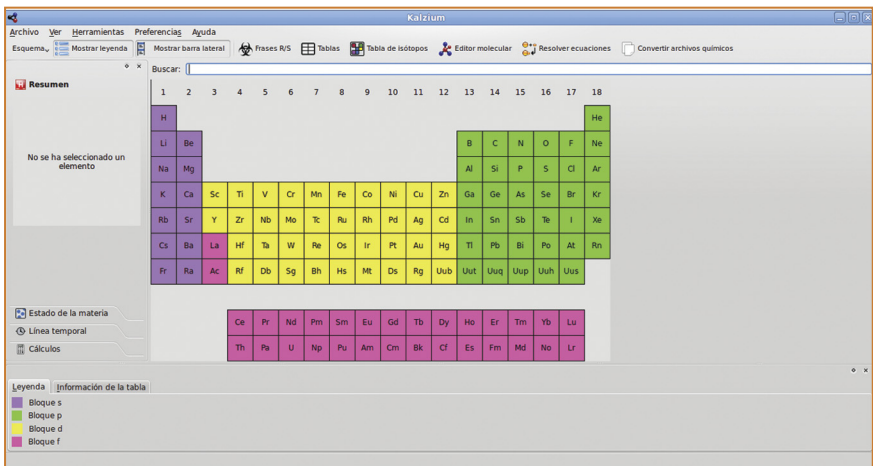 Kalzium
Archivo Ver Herramientas Preferencias Ayuda
Esquema Mostrar leyenda Mostrar barra lateral Frases R/S Tablas Tabla de isótopos Editor molecular Resolver ecuaciones Convertir archivos químicos
Resumen
No se ha seleccionado un
elemento
Estado de la materia
Línea temporal
Cálculos
Buscar:
1 2 3 4 5 6 7 8 9 10 11 12 13 14 15 16 17 18
H He
Li Be B C N O F Ne
Na Mg Al Si P S Cl Ar
K Ca Sc Ti V Cr Mn Fe Co Ni Cu Zn Ga Ge As Se Br Kr
Rb Sr Y Zr Nb Mo Tc Ru Rh Pd Ag Cd In Sn Sb Te I Xe
Cs Ba La Hf Ta W Re Os Ir Pt Au Hg Tl Pb Bi Po At Rn
Fr Ra Ac Rf Db Sg Bh Hs Mt Ds Rg Uub Uut Uuq Uup Uuh Uus
Ce Pr Nd Pm Sm Eu Gd Tb Dy Ho Er Tm Yb Lu
Th Pa U Np Pu Am Cm Bk Cf Es Fm Md No Lr
Leyenda Información de la tabla
Bloque s
Bloque p
Bloque d
Bloque f